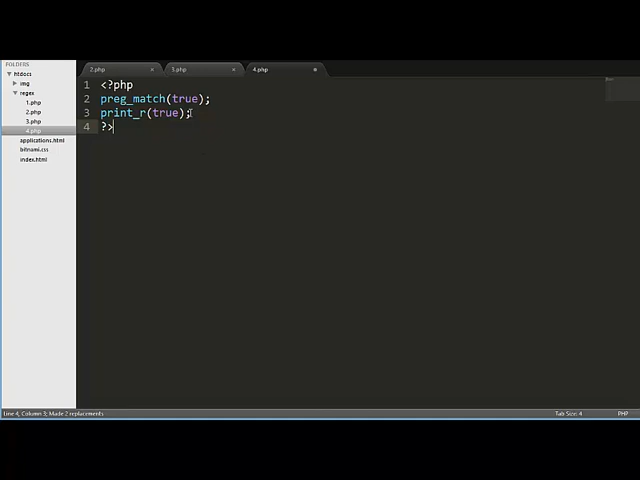 FOLDERS
htdocs
img
regex
1.php
2.php
3.php
4.php
applications.html
bitnami.css
index.html
2.php × 3.php × 4.php
1 <?php
2 preg_match(true);
3 print_r(true);
4 ?>
Line 4, Column 3; Made 2 replacements Tab Size: 4 PHP